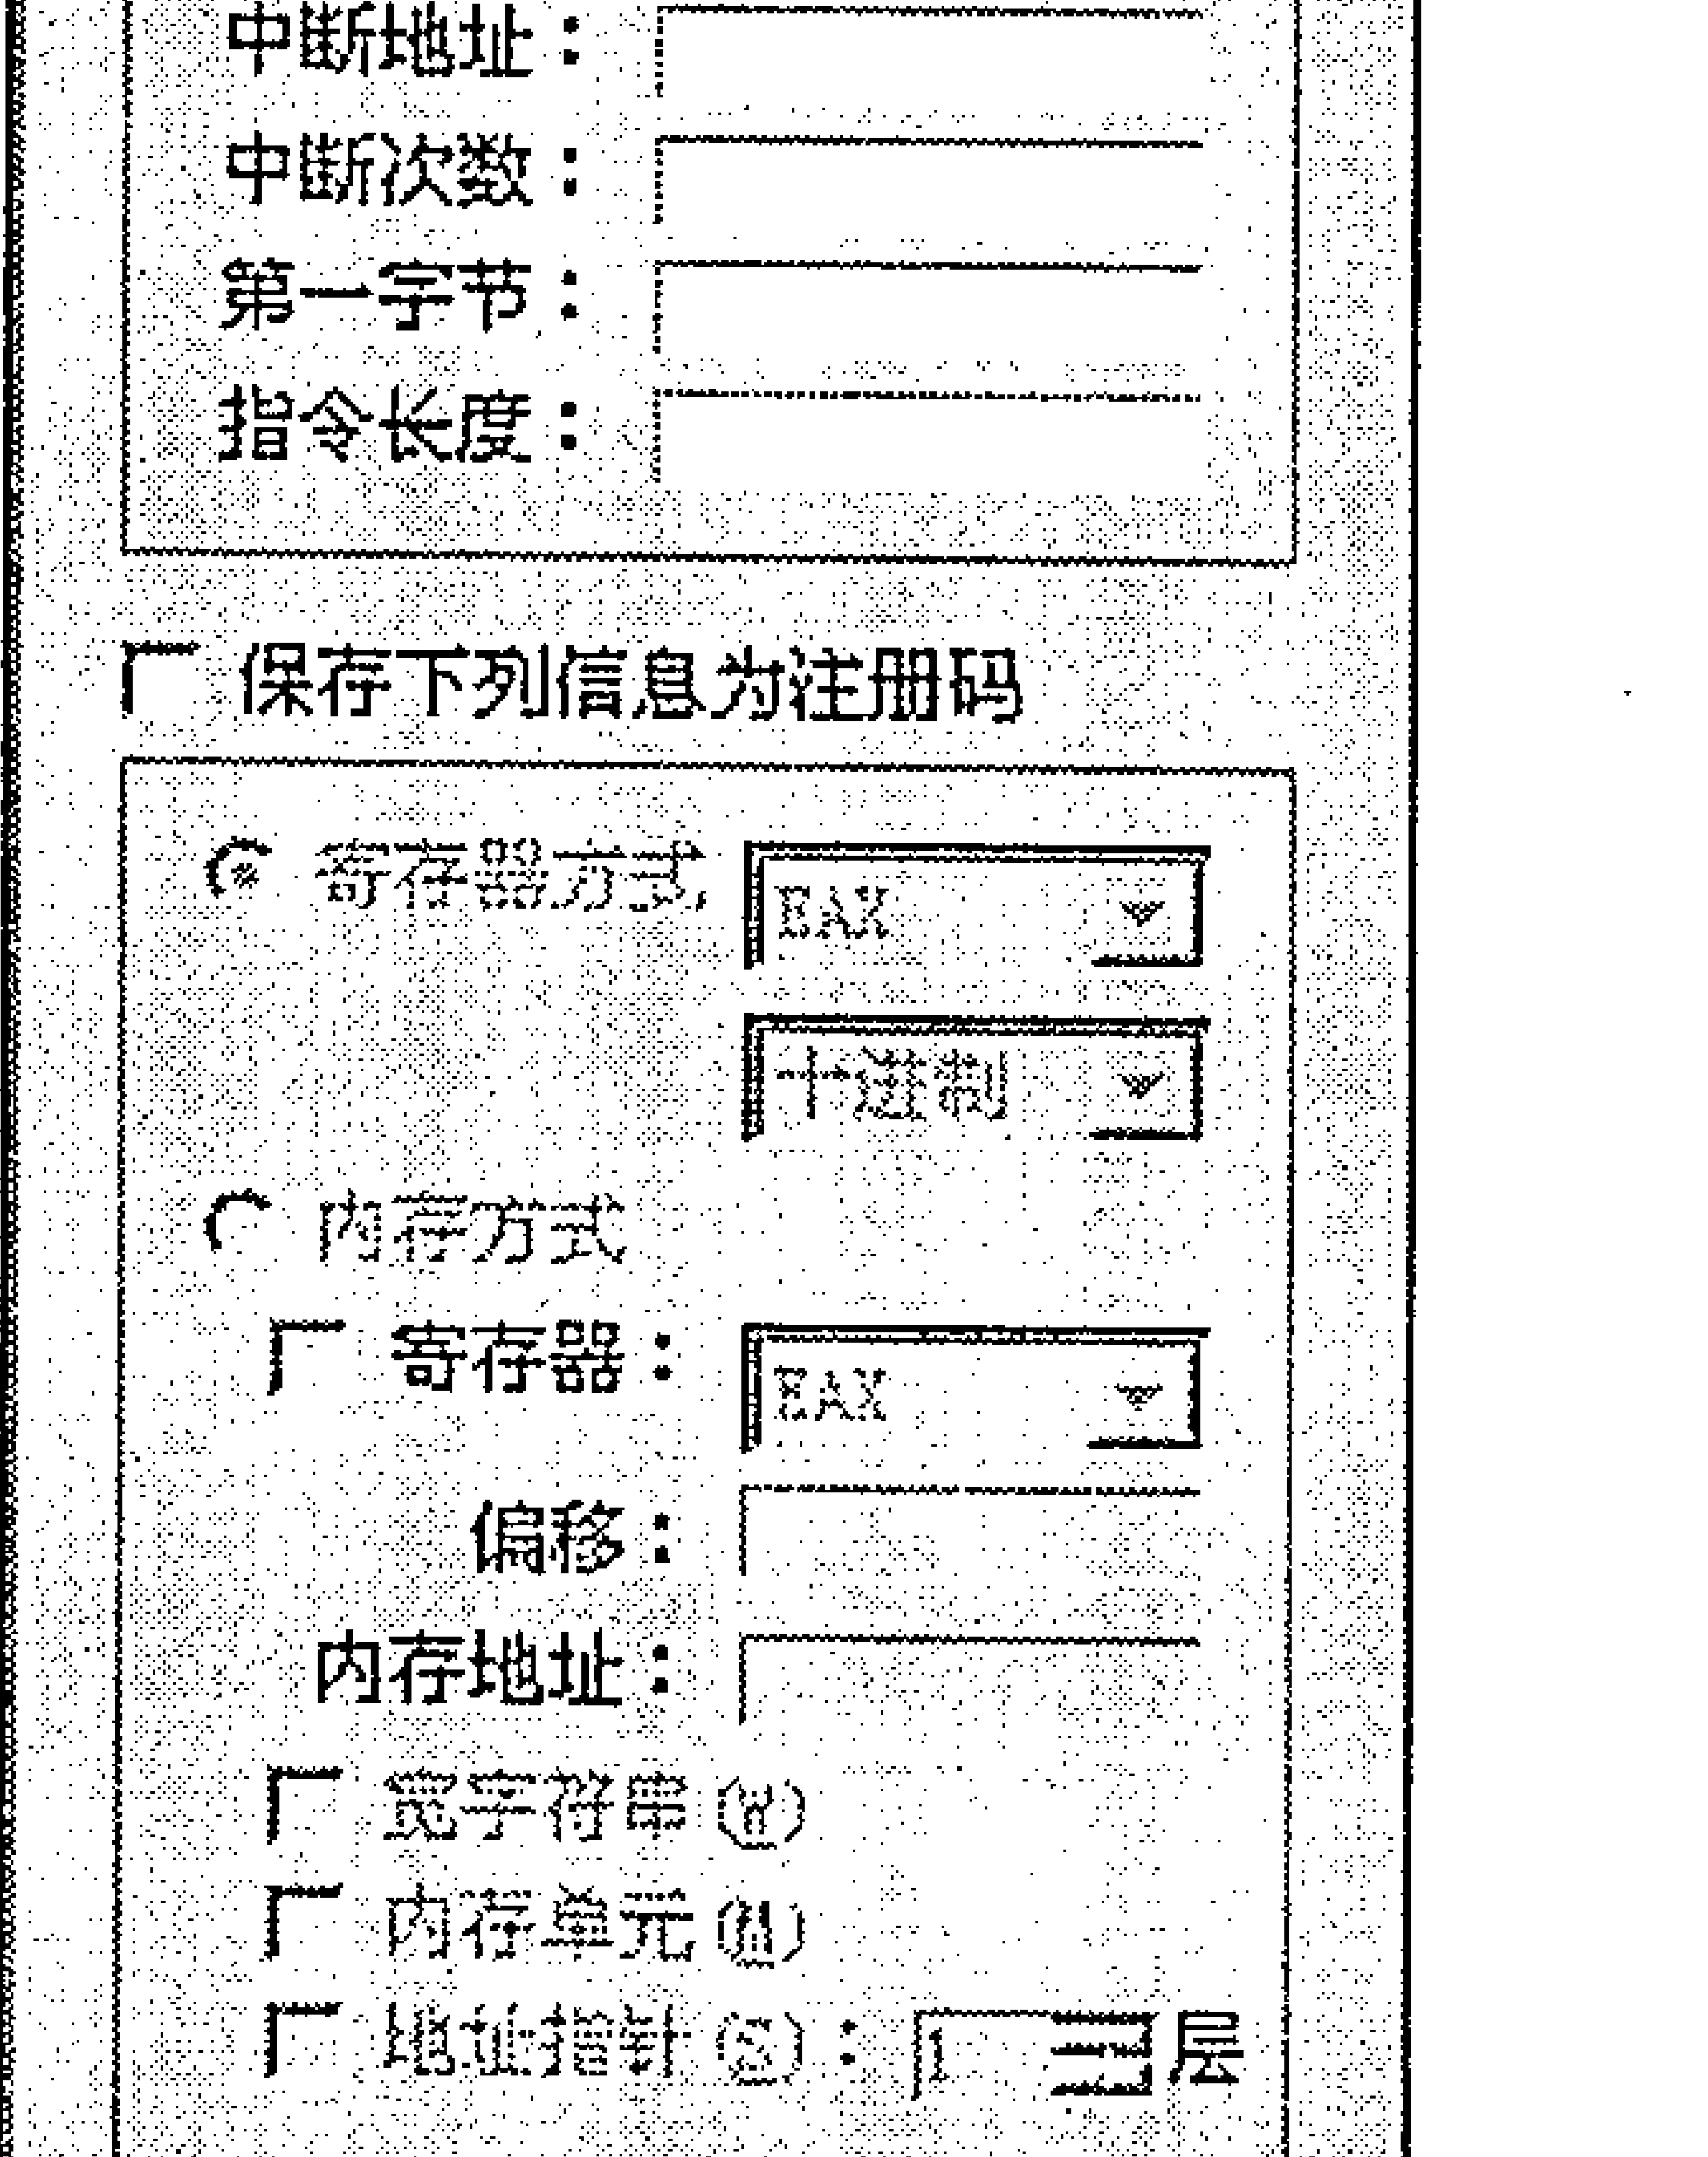 中断地址：
中断次数：
第一字节：
指令长度：
保存下列信息为注册码
寄存器方式 EAX
十进制
内存方式
寄存器： EAX
偏移：
内存地址：
宽字符串
内存单元(M)
地址指针 ： 1 层